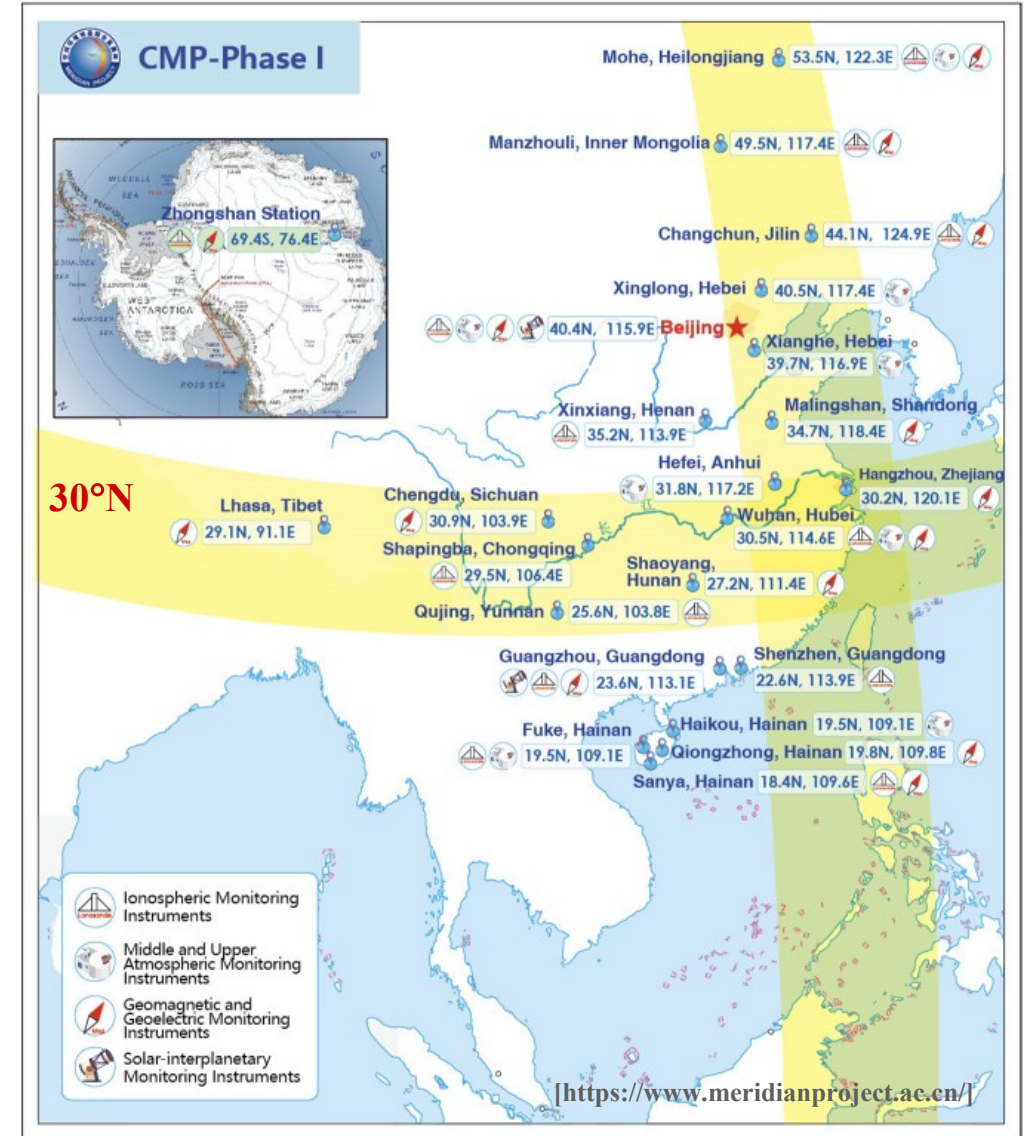 CMP-Phase I
Mohe, Heilongjiang 53.5N, 122.3E
Manzhouli, Inner Mongolia 49.5N, 117.4E
Zhongshan Station
69.4S, 76.4E
WEST
ANTARCTICA
ROSS SEA
Changchun, Jilin 44.1N, 124.9E
Xinglong, Hebei 40.5N, 117.4E
40.4N, 115.9E Beijing
Xianghe, Hebei
39.7N, 116.9E
Xinxiang, Henan
35.2N, 113.9E
Malingshan, Shandong
34.7N, 118.4E
Hefei, Anhui
31.8N, 117.2E
Hangzhou, Zhejiang
30.2N, 120.1E
30°N
Lhasa, Tibet
29.1N, 91.1E
Chengdu, Sichuan
30.9N, 103.9E
Wuhan, Hubei
30.5N, 114.6E
Shapingba, Chongqing
29.5N, 106.4E
长
江
Shaoyang,
Hunan 27.2N, 111.4E
Qujing, Yunnan 25.6N, 103.8E
Guangzhou, Guangdong
23.6N, 113.1E
Shenzhen, Guangdong
22.6N, 113.9E
Haikou, Hainan 19.5N, 109.1E
Fuke, Hainan
19.5N, 109.1E
Qiongzhong, Hainan 19.8N, 109.8E
Sanya, Hainan 18.4N, 109.6E
Ionospheric Monitoring
Instruments
Middle and Upper
Atmospheric Monitoring
Instruments
Geomagnetic and
Geoelectric Monitoring
Instruments
Solar-interplanetary
Monitoring Instruments
[https://www.meridianproject.ac.cn/]